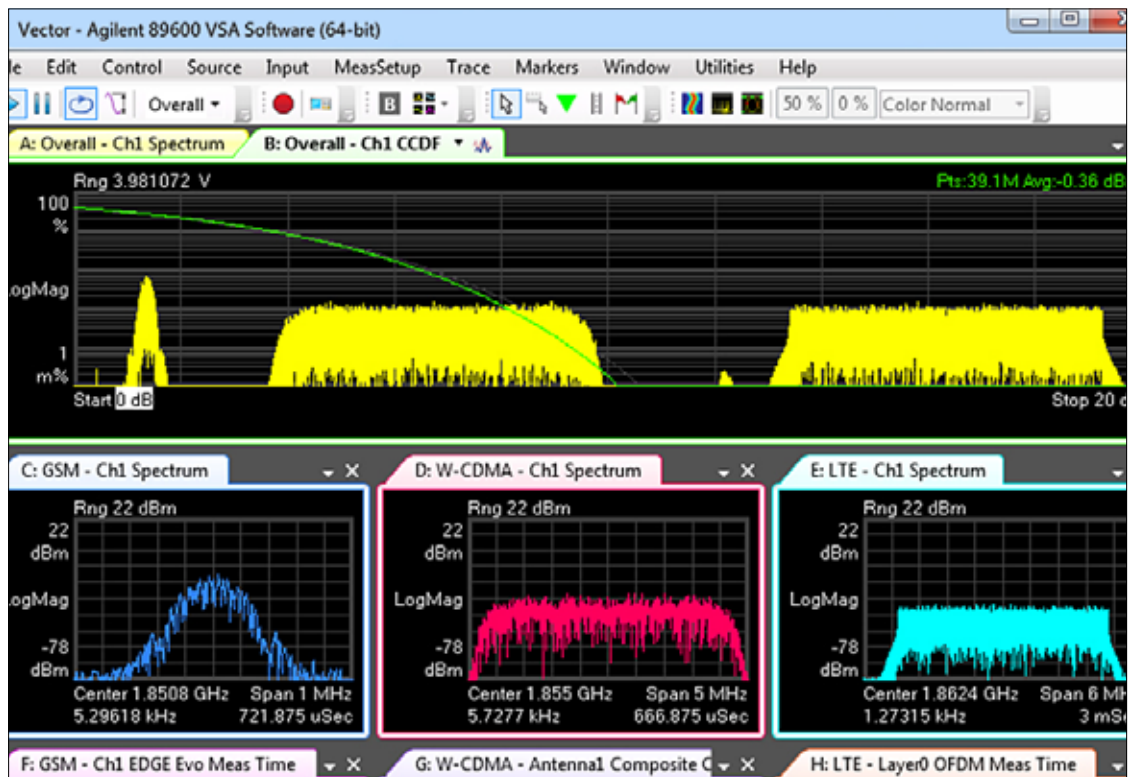 Vector - Agilent 89600 VSA Software (64-bit)
le Edit Control Source Input MeasSetup Trace Markers Window Utilities Help
Overall B 50 % 0 % Color Normal
A: Overall - Ch1 Spectrum B: Overall - Ch1 CCDF
Rng 3.981072 V Pts:39.1M Avg:-0.36 dB
100
%
ogMag
1
m%
Start 0 dB Stop 20 d
C: GSM - Ch1 Spectrum
Rng 22 dBm
22
dBm
ogMag
-78
dBm
Center 1.8508 GHz Span 1 MHz
5.29618 kHz 721.875 uSec
D: W-CDMA - Ch1 Spectrum
Rng 22 dBm
22
dBm
LogMag
-78
dBm
Center 1.855 GHz Span 5 MHz
5.7277 kHz 666.875 uSec
E: LTE - Ch1 Spectrum
Rng 22 dBm
22
dBm
LogMag
-78
dBm
Center 1.8624 GHz Span 6 MH
1.27315 kHz 3 mS
F: GSM - Ch1 EDGE Evo Meas Time
G: W-CDMA - Antenna1 Composite C
H: LTE - Layer0 OFDM Meas Time